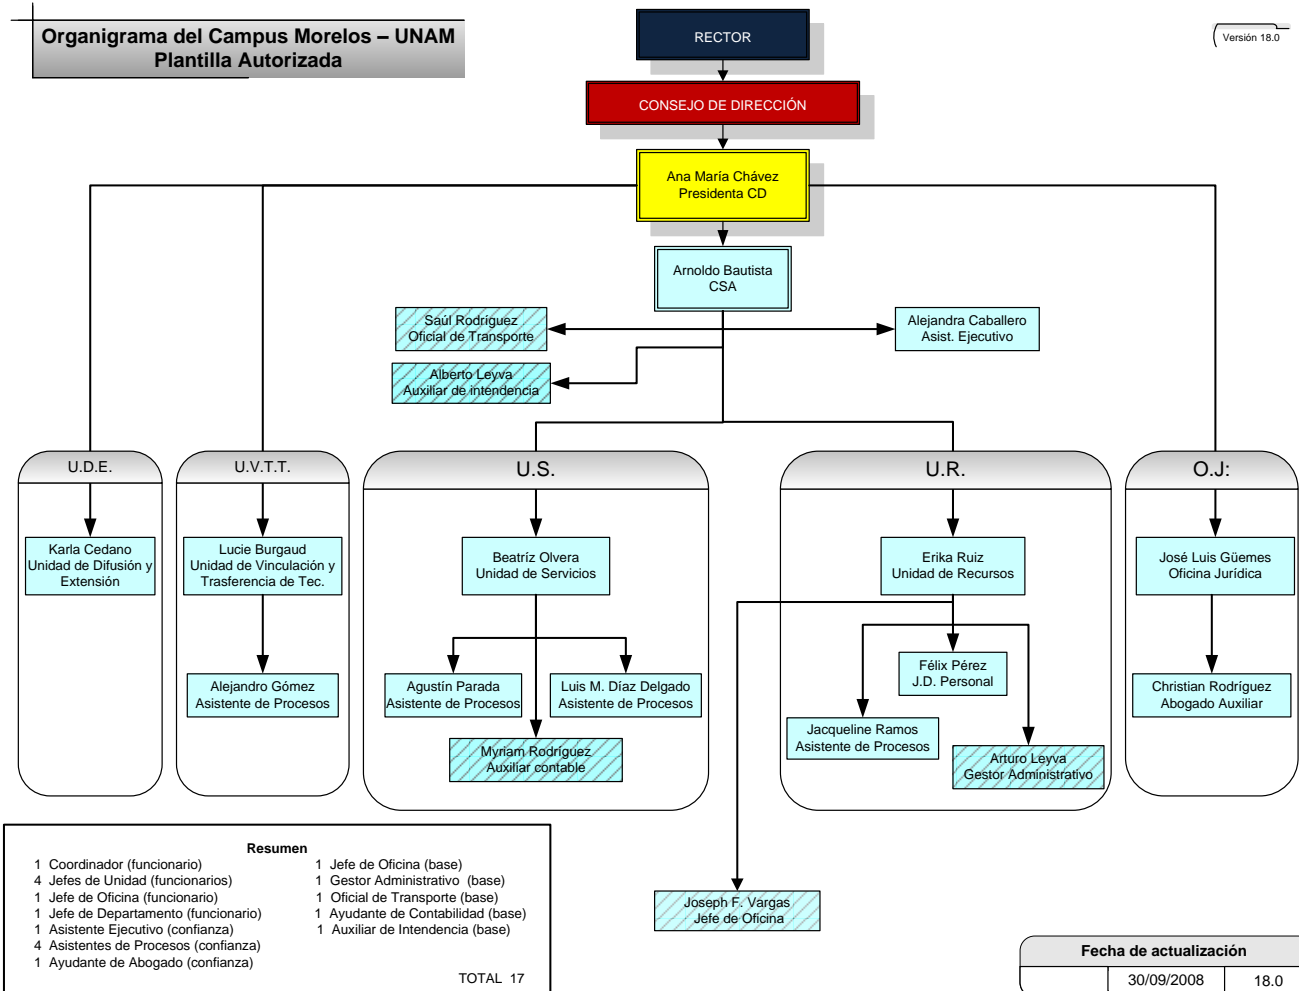 Organigrama del Campus Morelos – UNAM
Plantilla Autorizada
RECTOR
Versión 18.0
CONSEJO DE DIRECCIÓN
Ana María Chávez
Presidenta CD
Arnoldo Bautista
CSA
Saúl Rodríguez
Oficial de Transporte
Alejandra Caballero
Asist. Ejecutivo
Alberto Leyva
Auxiliar de intendencia
U.D.E.
U.V.T.T.
U.S.
U.R.
O.J:
Karla Cedano
Unidad de Difusión y
Extensión
Lucie Burgaud
Unidad de Vinculación y
Trasferencia de Tec.
Beatríz Olvera
Unidad de Servicios
Erika Ruiz
Unidad de Recursos
José Luis Güemes
Oficina Jurídica
Alejandro Gómez
Asistente de Procesos
Agustín Parada
Asistente de Procesos
Luis M. Díaz Delgado
Asistente de Procesos
Myriam Rodríguez
Auxiliar contable
Félix Pérez
J.D. Personal
Jacqueline Ramos
Asistente de Procesos
Arturo Leyva
Gestor Administrativo
Christian Rodríguez
Abogado Auxiliar
Joseph F. Vargas
Jefe de Oficina
Resumen
1 Coordinador (funcionario)
4 Jefes de Unidad (funcionarios)
1 Jefe de Oficina (funcionario)
1 Jefe de Departamento (funcionario)
1 Asistente Ejecutivo (confianza)
4 Asistentes de Procesos (confianza)
1 Ayudante de Abogado (confianza)
1 Jefe de Oficina (base)
1 Gestor Administrativo (base)
1 Oficial de Transporte (base)
1 Ayudante de Contabilidad (base)
1 Auxiliar de Intendencia (base)
TOTAL 17
Fecha de actualización
30/09/2008 18.0